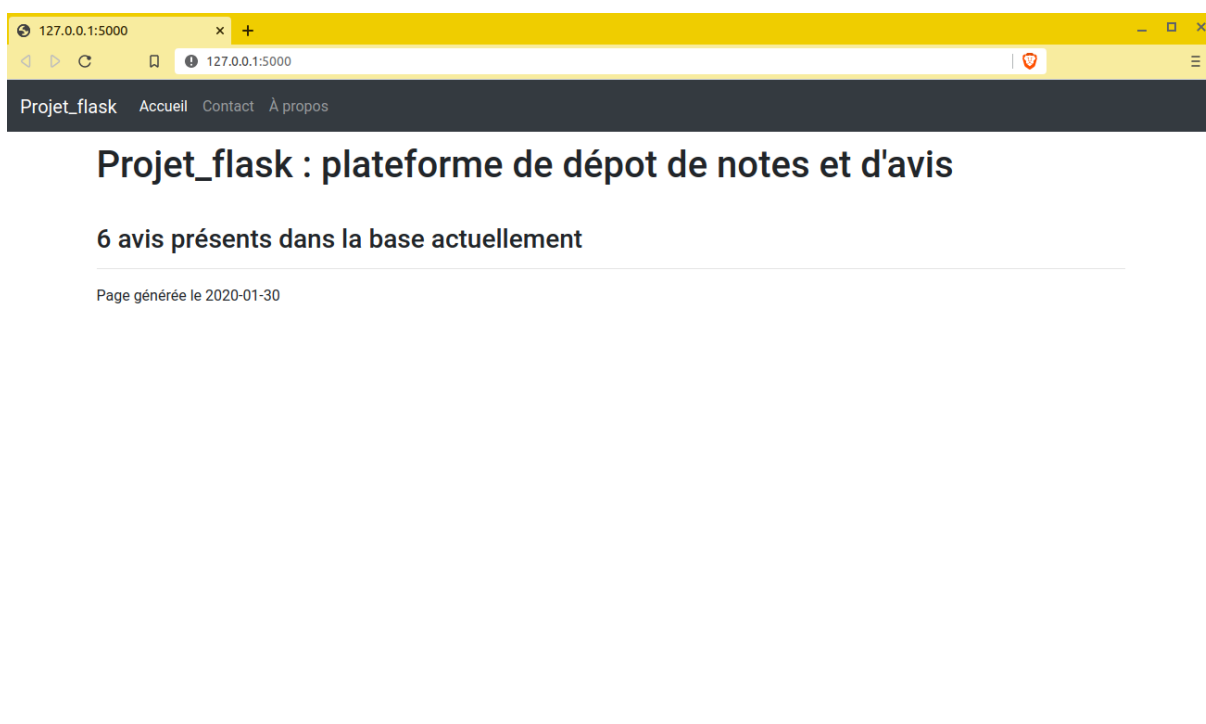 127.0.0.1:5000
127.0.0.1:5000
Projet_flask Accueil Contact À propos
Projet_flask : plateforme de dépot de notes et d'avis
6 avis présents dans la base actuellement
Page générée le 2020-01-30